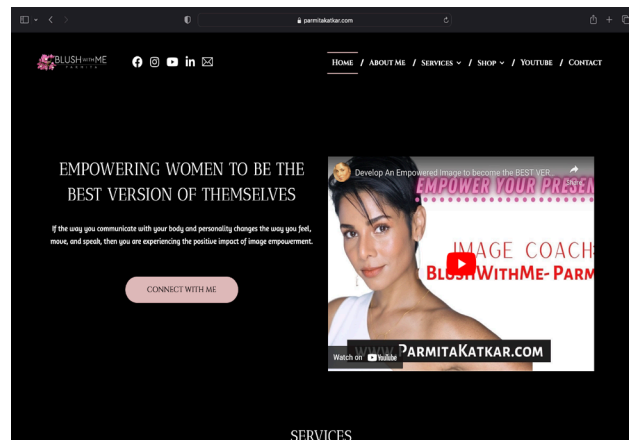 parmitakatkar.com
BLUSH WITH ME
PARMITA
HOME / ABOUT ME / SERVICES / SHOP / YOUTUBE / CONTACT
EMPOWERING WOMEN TO BE THE
BEST VERSION OF THEMSELVES
If the way you communicate with your body and personality changes the way you feel,
move, and speak, then you are experiencing the positive impact of image empowerment.
CONNECT WITH ME
Develop An Empowered Image to become the BEST VER...
Share
EMPOWER YOUR PRESEN
IMAGE COACH
BLUSHWITHME-PARM
Watch on YouTube
WWW.PARMITAKATKAR.COM
SERVICES